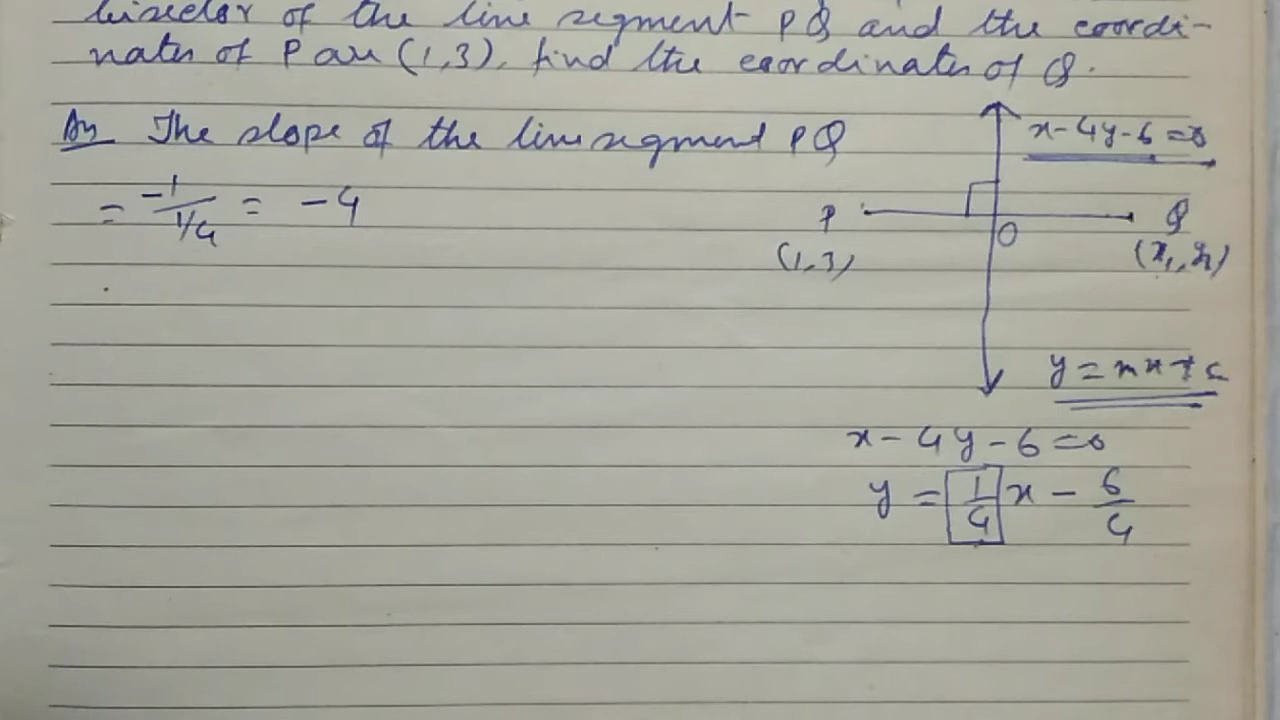 bisector of the line segment PQ and the coordi-
nates of P are (1,3), find the coordinates of Q.
Ans The slope of the line segment PQ
= -1/1/4 = -4
x-4y-6=0
P
O
Q
(1,3)
y=mx+c
x-4y-6=0
y = 1/4 x - 6/4